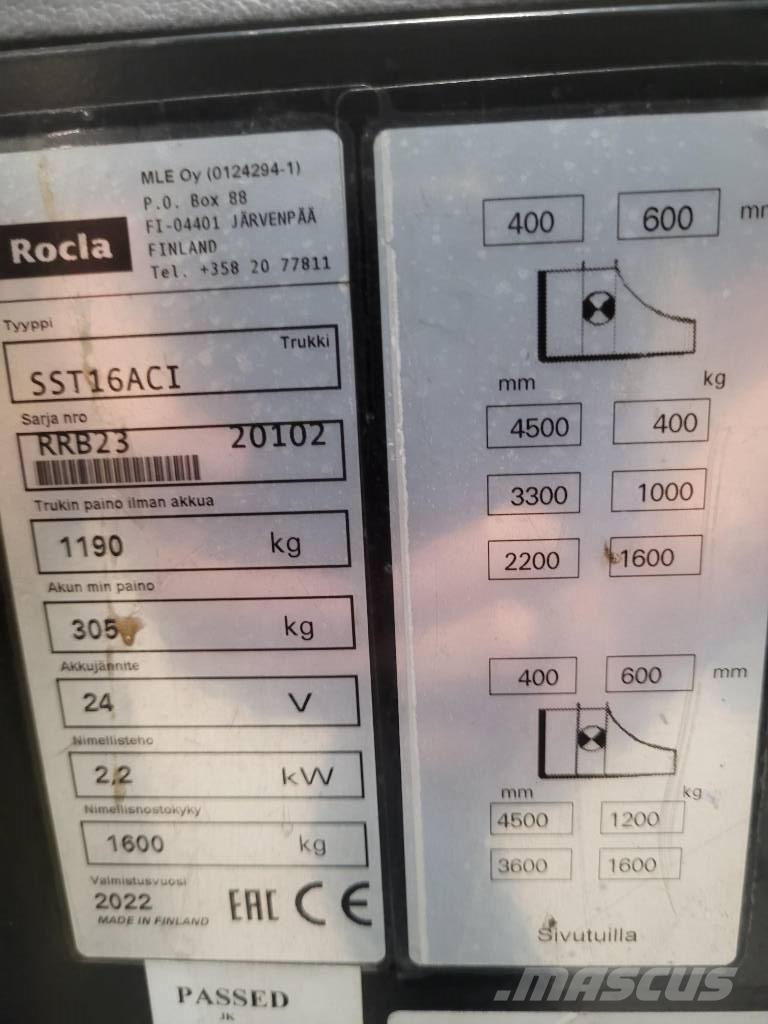 Rocla
MLE Oy (0124294-1)
P.O. Box 88
FI-04401 JÄRVENPÄÄ
FINLAND
Tel. +358 20 77811
Tyyppi
Trukki
SST16ACI
Sarja nro
RRB23 20102
Trukin paino ilman akkua
1190 kg
Akun min paino
305 kg
Akkujännite
24 V
Nimellisteho
2,2 kW
Nimellisnostokyky
1600 kg
Valmistusvuosi
2022
MADE IN FINLAND
EAC CE
PASSED
JK
400 600 mm
mm kg
4500 400
3300 1000
2200 1600
400 600 mm
mm kg
4500 1200
3600 1600
Sivutuilla
mascus